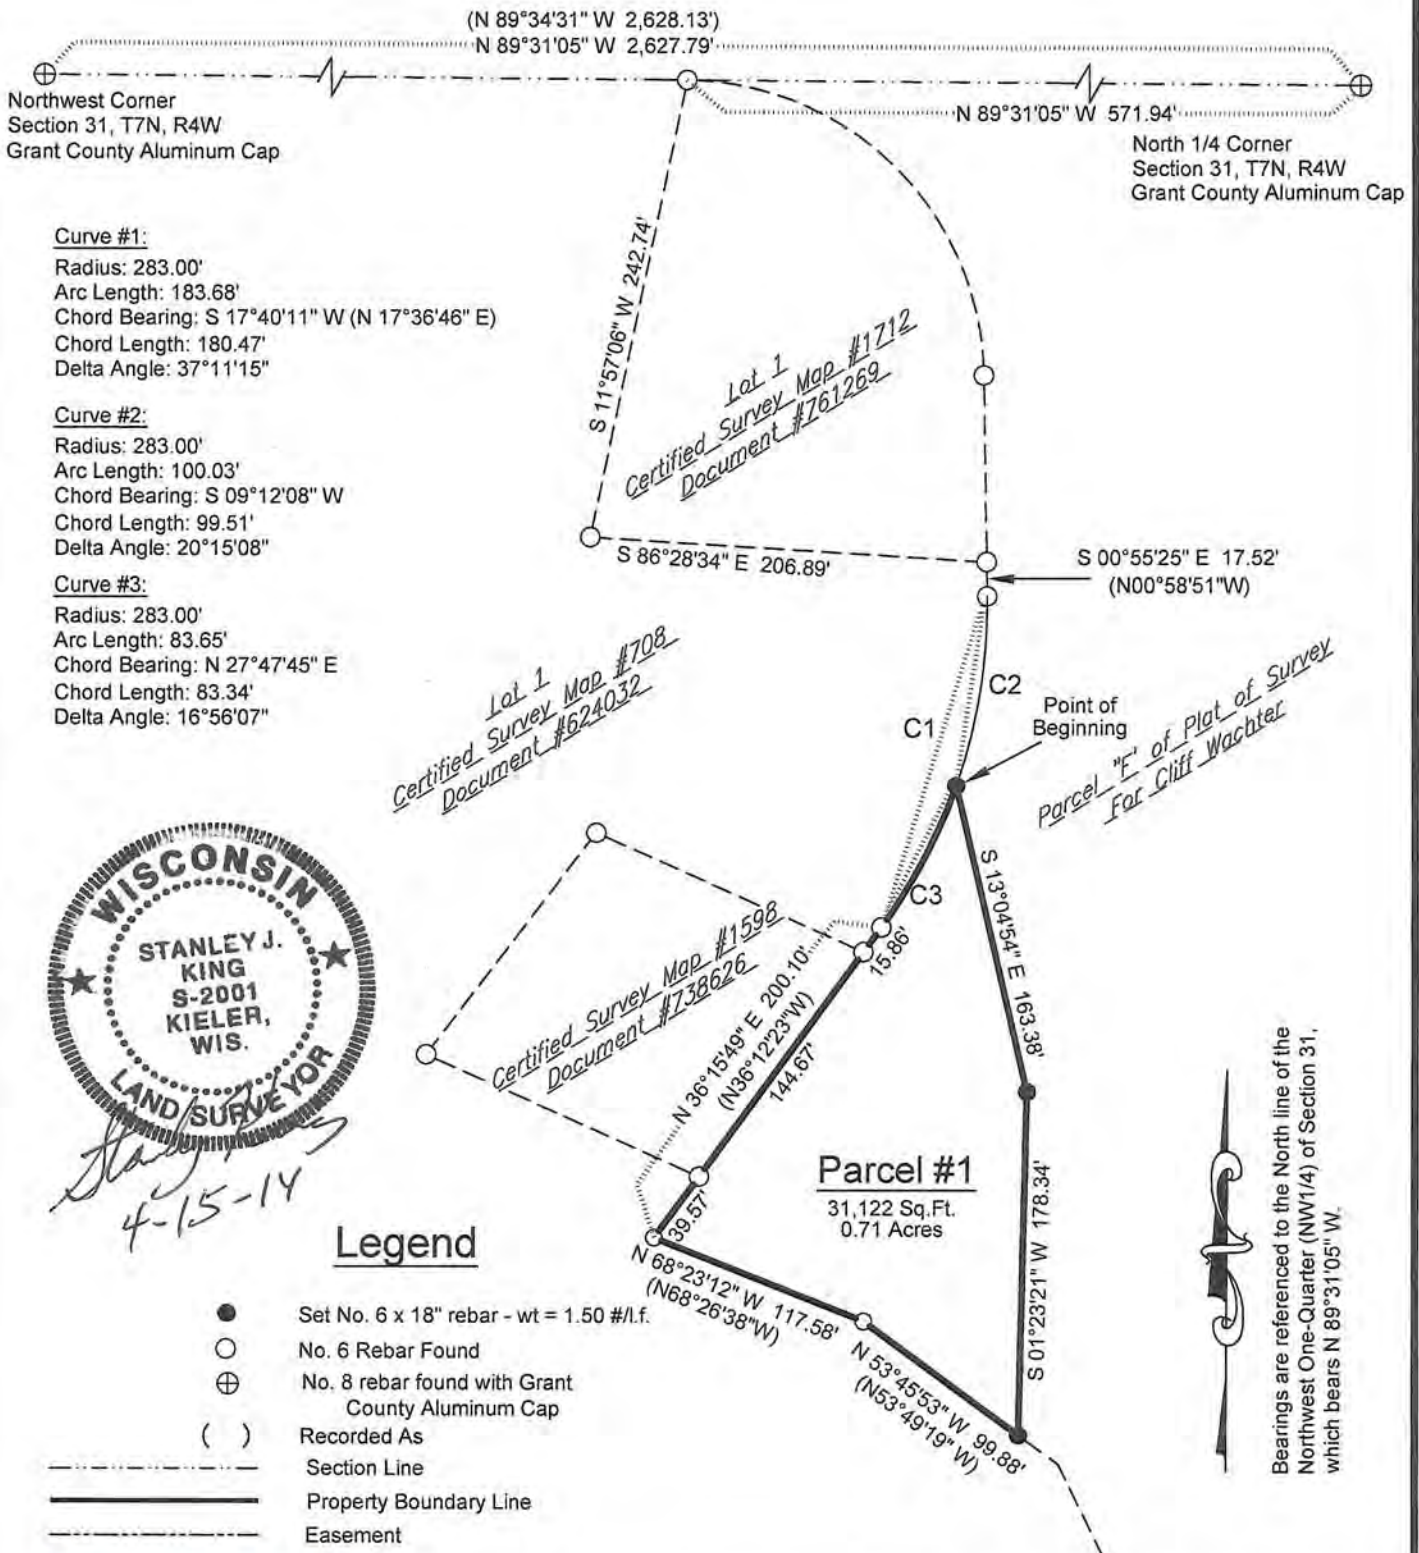 (N 89°34'31" W 2,628.13')
N 89°31'05" W 2,627.79'
N 89°31'05" W 571.94'
Northwest Corner
Section 31, T7N, R4W
Grant County Aluminum Cap
North 1/4 Corner
Section 31, T7N, R4W
Grant County Aluminum Cap
Curve #1:
Radius: 283.00'
Arc Length: 183.68'
Chord Bearing: S 17°40'11" W (N 17°36'46" E)
Chord Length: 180.47'
Delta Angle: 37°11'15"
Curve #2:
Radius: 283.00'
Arc Length: 100.03'
Chord Bearing: S 09°12'08" W
Chord Length: 99.51'
Delta Angle: 20°15'08"
Curve #3:
Radius: 283.00'
Arc Length: 83.65'
Chord Bearing: N 27°47'45" E
Chord Length: 83.34'
Delta Angle: 16°56'07"
S 11°57'06" W 242.74'
Lot 1
Certified Survey Map #1712
Document #761269
S 86°28'34" E 206.89'
S 00°55'25" E 17.52'
(N00°58'51"W)
Lot 1
Certified Survey Map #708
Document #624032
C1
C2
Point of
Beginning
Parcel "E" of Plat of Survey
For Cliff Wachter
C3
15.86'
S 13°04'54" E 163.38'
Certified Survey Map #1598
Document #738626
N 36°15'49" E 200.10'
(N36°12'23"W)
144.67'
39.57'
Parcel #1
31,122 Sq.Ft.
0.71 Acres
S 01°23'21" W 178.34'
N 68°23'12" W 117.58'
(N68°26'38"W)
N 53°45'53" W 99.88'
(N53°49'19" W)
WISCONSIN
STANLEY J.
KING
S-2001
KIELER,
WIS.
LAND SURVEYOR
4-15-14
Legend
Set No. 6 x 18" rebar - wt = 1.50 #/l.f.
No. 6 Rebar Found
No. 8 rebar found with Grant
County Aluminum Cap
( ) Recorded As
Section Line
Property Boundary Line
Easement
Bearings are referenced to the North line of the
Northwest One-Quarter (NW1/4) of Section 31,
which bears N 89°31'05" W.